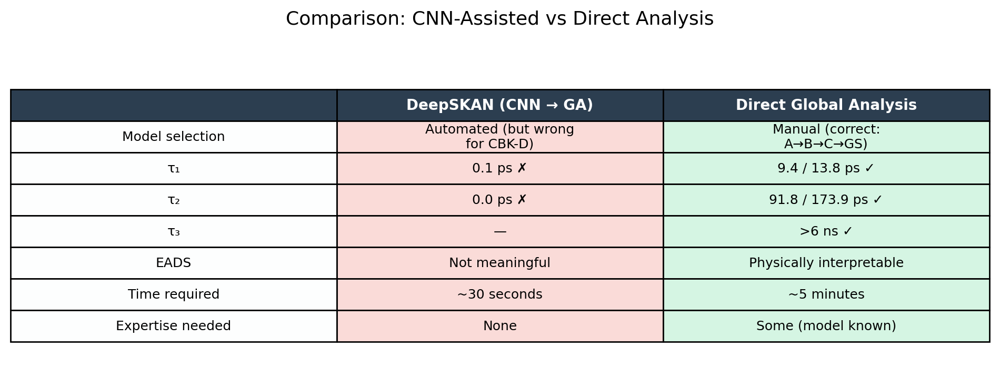 Comparison: CNN-Assisted vs Direct Analysis
DeepSKAN (CNN → GA) Direct Global Analysis
Model selection Automated (but wrong for CBK-D) Manual (correct: A→B→C→GS)
τ₁ 0.1 ps ✗ 9.4 / 13.8 ps ✓
τ₂ 0.0 ps ✗ 91.8 / 173.9 ps ✓
τ₃ — >6 ns ✓
EADS Not meaningful Physically interpretable
Time required ~30 seconds ~5 minutes
Expertise needed None Some (model known)